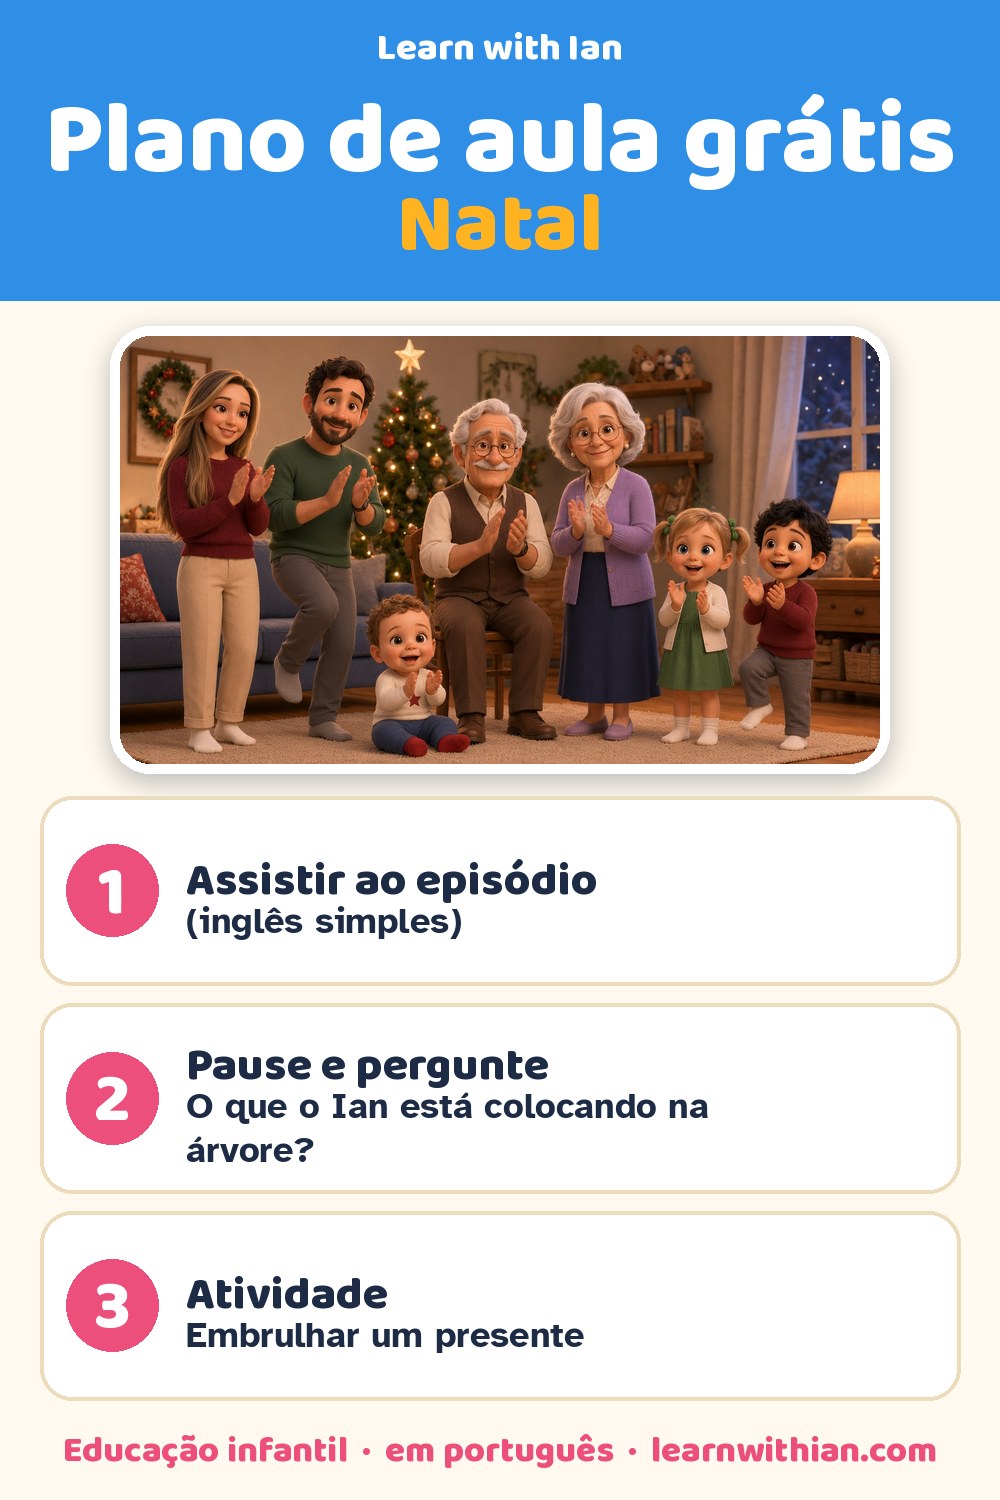 Learn with Ian
Plano de aula grátis
Natal
1
Assistir ao episódio
(inglês simples)
2
Pause e pergunte
O que o Ian está colocando na
árvore?
3
Atividade
Embrulhar um presente
Educação infantil · em português · learnwithian.com